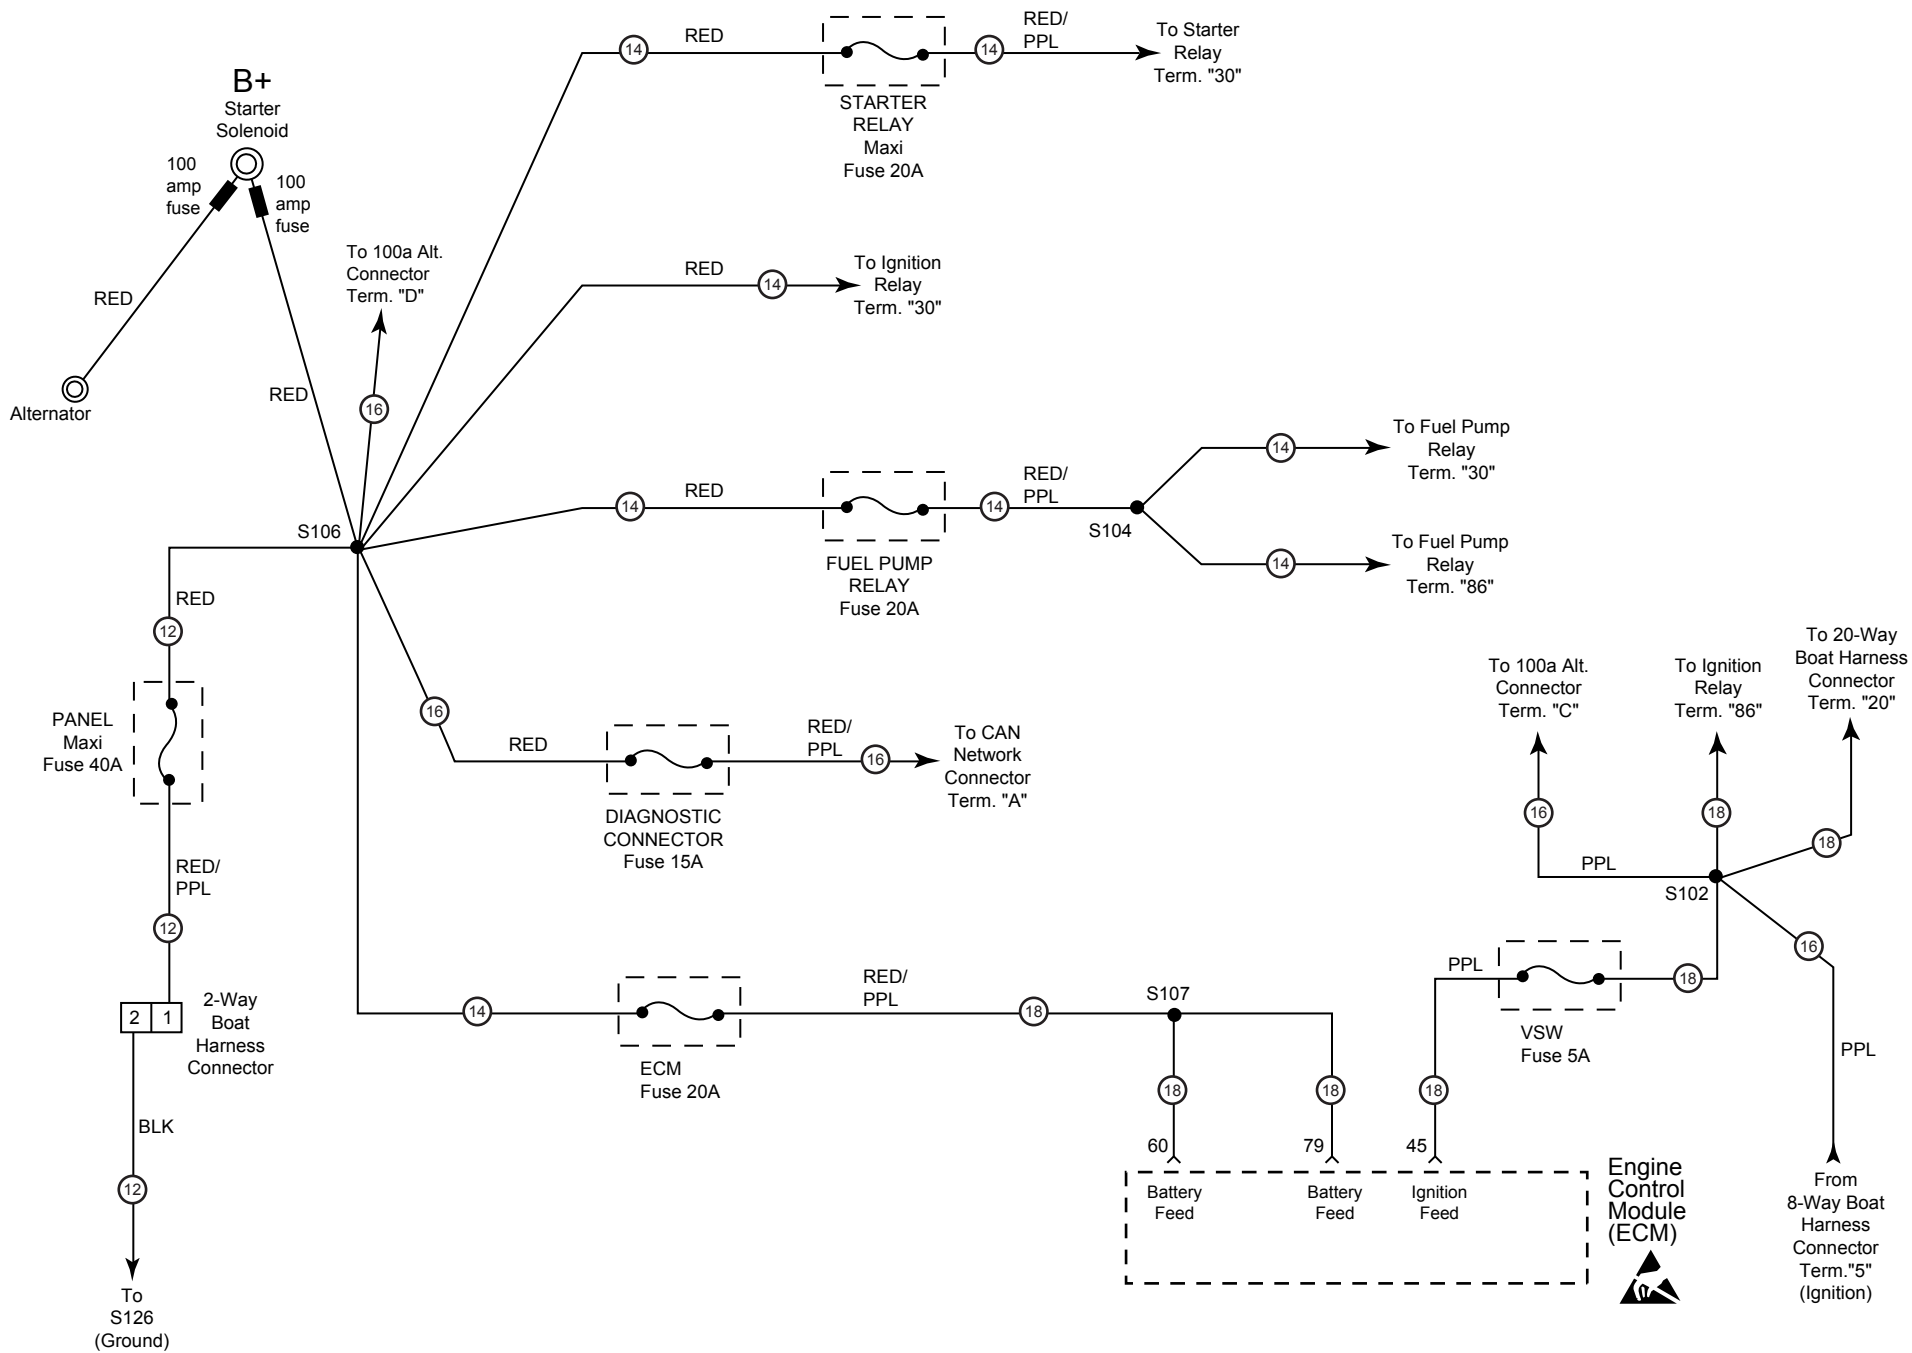 14
RED
RED/
PPL
14
To Starter
Relay
Term. "30"
STARTER
RELAY
Maxi
Fuse 20A
B+
Starter
Solenoid
100
amp
fuse
100
amp
fuse
RED
Alternator
RED
To 100a Alt.
Connector
Term. "D"
16
RED
14
To Ignition
Relay
Term. "30"
S106
14
RED
RED/
PPL
14
FUEL PUMP
RELAY
Fuse 20A
S104
14
To Fuel Pump
Relay
Term. "30"
14
To Fuel Pump
Relay
Term. "86"
RED
12
PANEL
Maxi
Fuse 40A
RED/
PPL
12
2 1
2-Way
Boat
Harness
Connector
BLK
12
To
S126
(Ground)
16
RED
DIAGNOSTIC
CONNECTOR
Fuse 15A
RED/
PPL
16
To CAN
Network
Connector
Term. "A"
14
ECM
Fuse 20A
RED/
PPL
18
S107
18
18
18
60
79
45
Battery
Feed
Battery
Feed
Ignition
Feed
Engine
Control
Module
(ECM)
To 100a Alt.
Connector
Term. "C"
To Ignition
Relay
Term. "86"
To 20-Way
Boat Harness
Connector
Term. "20"
16
18
18
PPL
S102
16
PPL
18
VSW
Fuse 5A
PPL
From
8-Way Boat
Harness
Connector
Term."5"
(Ignition)